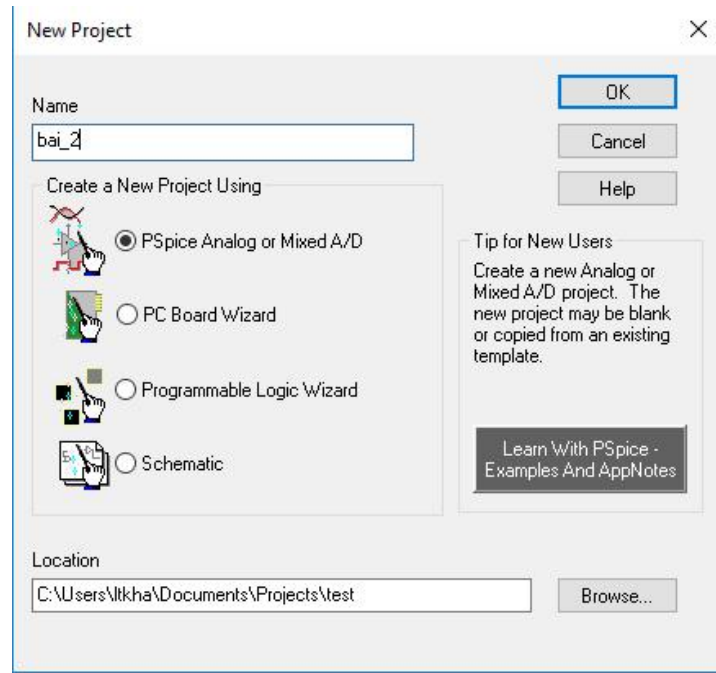 New Project
Name
bai_2
OK
Cancel
Help
Create a New Project Using
PSpice Analog or Mixed A/D
PC Board Wizard
Programmable Logic Wizard
Schematic
Tip for New Users
Create a new Analog or
Mixed A/D project. The
new project may be blank
or copied from an existing
template.
Learn With PSpice -
Examples And AppNotes
Location
C:\Users\ltkha\Documents\Projects\test
Browse...